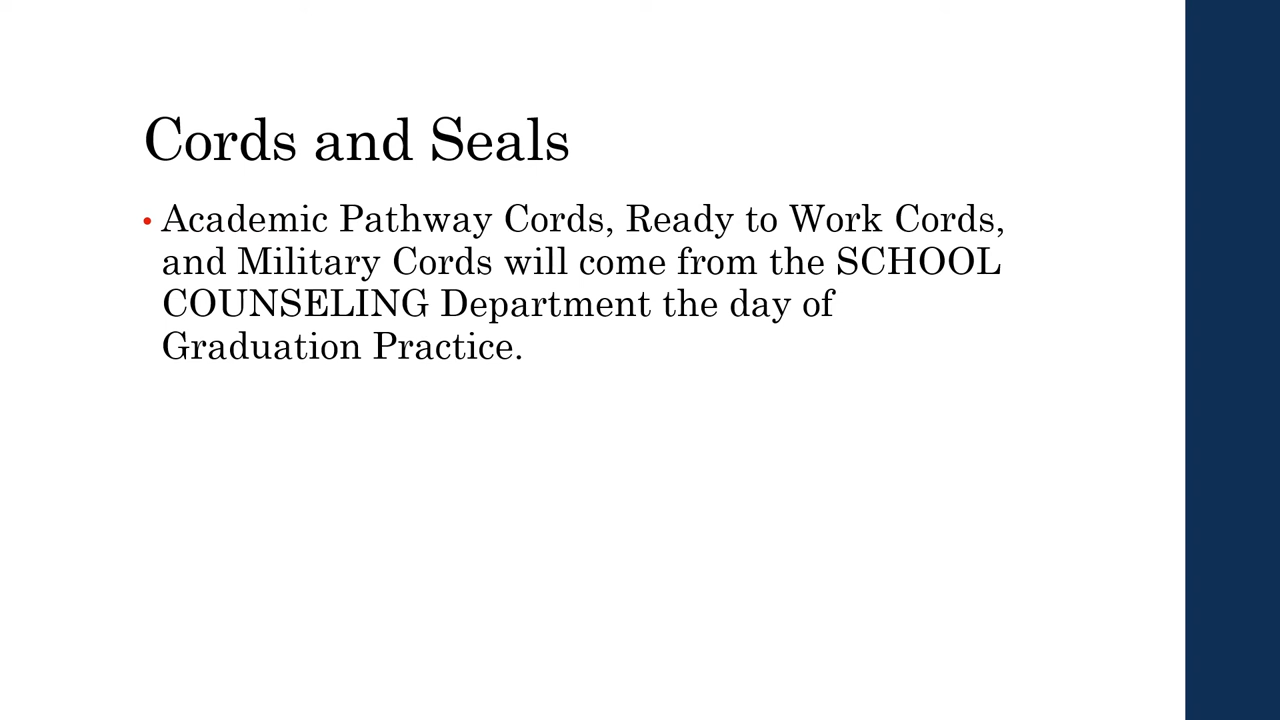 Cords and Seals
• Academic Pathway Cords, Ready to Work Cords,
and Military Cords will come from the SCHOOL
COUNSELING Department the day of
Graduation Practice.